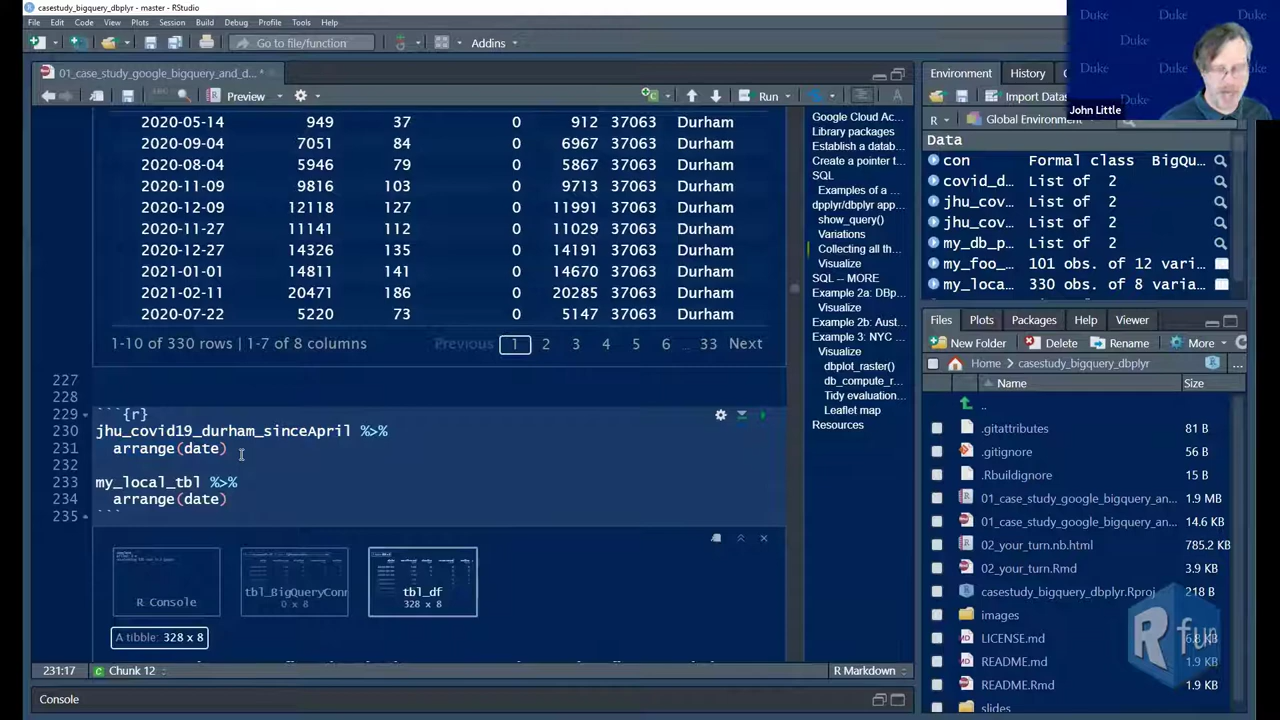 casestudy_bigquery_dbplyr - master - RStudio
File Edit Code View Plots Session Build Debug Profile Tools Help
Go to file/function Addins
01_case_study_google_bigquery_and_d... *
Preview Run
2020-05-14 949 37 0 912 37063 Durham
2020-09-04 7051 84 0 6967 37063 Durham
2020-08-04 5946 79 0 5867 37063 Durham
2020-11-09 9816 103 0 9713 37063 Durham
2020-12-09 12118 127 0 11991 37063 Durham
2020-11-27 11141 112 0 11029 37063 Durham
2020-12-27 14326 135 0 14191 37063 Durham
2021-01-01 14811 141 0 14670 37063 Durham
2021-02-11 20471 186 0 20285 37063 Durham
2020-07-22 5220 73 0 5147 37063 Durham
1-10 of 330 rows | 1-7 of 8 columns Previous 1 2 3 4 5 6 ... 33 Next
227
228
229 ```{r}
230 jhu_covid19_durham_sinceApril %>%
231 arrange(date)
232
233 my_local_tbl %>%
234 arrange(date)
235 ```
R Console
tbl_BigQueryConn
0 x 8
tbl_df
328 x 8
A tibble: 328 x 8
231:17 Chunk 12 R Markdown
Console
Google Cloud Ac...
Library packages
Establish a datab...
Create a pointer t...
SQL
Examples of a ...
dpplyr/dbplyr app...
show_query()
Variations
Collecting all th...
Visualize
SQL -- MORE
Example 2a: DBp...
Visualize
Example 2b: Aust...
Example 3: NYC ...
Visualize
dbplot_raster()
db_compute_r...
Tidy evaluation...
Leaflet map
Resources
Duke Duke Duke
Duke
Duke
Duke
John Little
Environment History
Import Datas
R Global Environment
Data
con Formal class BigQu...
covid_d... List of 2
jhu_cov... List of 2
jhu_cov... List of 2
my_db_p... List of 2
my_foo_... 101 obs. of 12 vari...
my_loca... 330 obs. of 8 varia...
Files Plots Packages Help Viewer
New Folder Delete Rename More
Home > casestudy_bigquery_dbplyr
Name Size
..
.gitattributes 81 B
.gitignore 56 B
.Rbuildignore 15 B
01_case_study_google_bigquery_an... 1.9 MB
01_case_study_google_bigquery_an... 14.6 KB
02_your_turn.nb.html 785.2 KB
02_your_turn.Rmd 3.9 KB
casestudy_bigquery_dbplyr.Rproj 218 B
images
LICENSE.md 6.8 KB
README.md 1.9 KB
README.Rmd 1.9 KB
slides
R fun